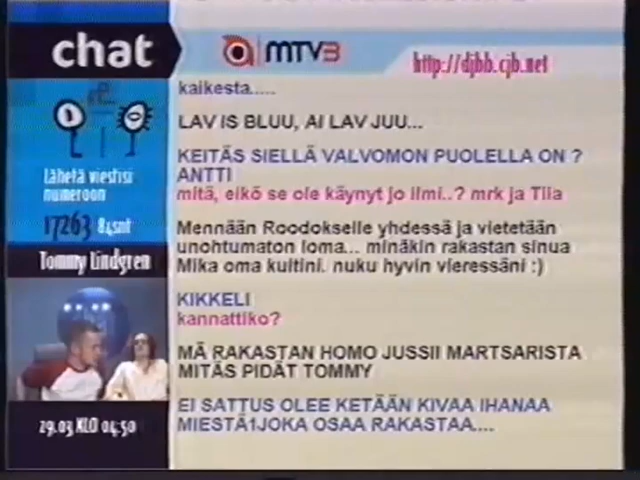 chat
MTV3
http://djbb.cjb.net
kaikesta.....
LAV IS BLUU, AI LAV JUU...
KEITÄS SIELLÄ VALVOMON PUOLELLA ON ?
ANTTI
mitä, eikö se ole käynyt jo ilmi..? mrk ja Tiia
Mennään Roodokselle yhdessä ja vietetään
unohtumaton loma... minäkin rakastan sinua
Mika oma kultini. nuku hyvin vieressäni :)
KIKKELI
kannattiko?
MÄ RAKASTAN HOMO JUSSII MARTSARISTA
MITÄS PIDÄT TOMMY
EI SATTUS OLEE KETÄÄN KIVAA IHANAA
MIESTÄ1JOKA OSAA RAKASTAA....
Lähetä viestisi
numeroon
17263 84snt
Tommy Lindgren
29.03 KLO 04:50